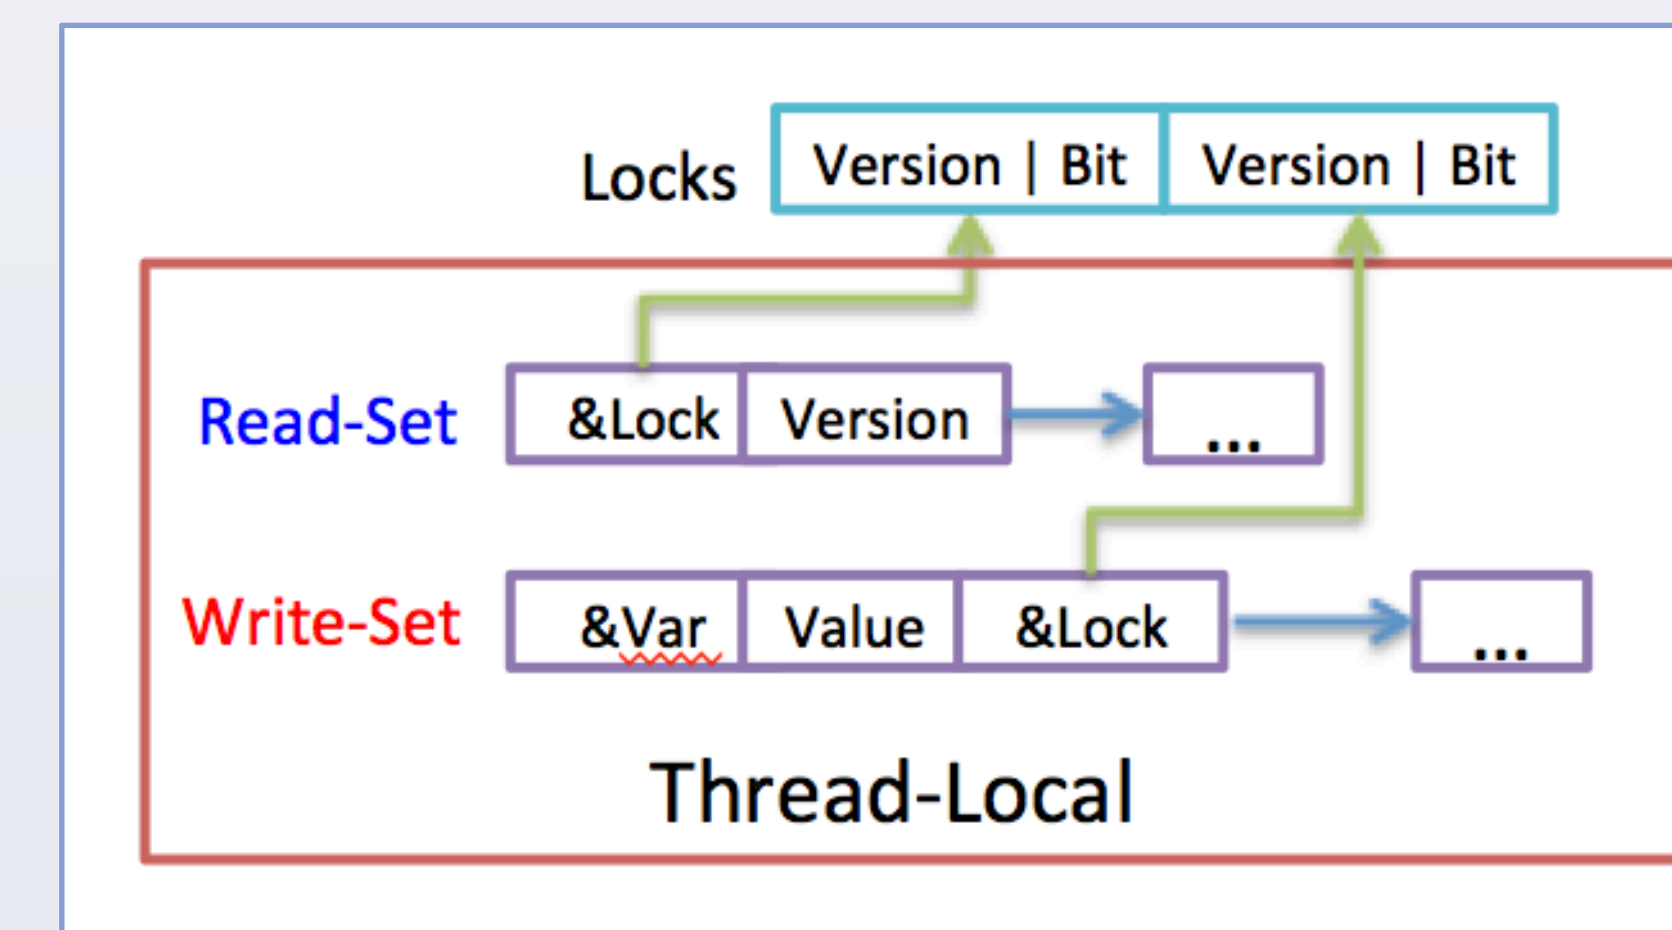 Locks Version | Bit Version | Bit
Read-Set &Lock Version ...
Write-Set &Var Value &Lock ...
Thread-Local